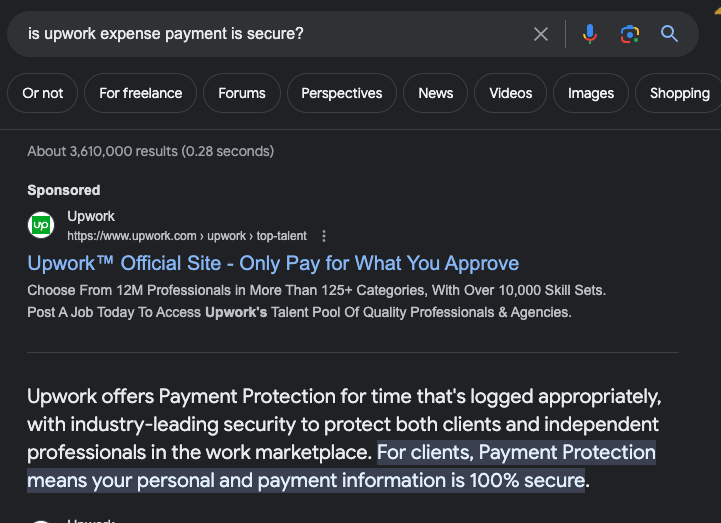 is upwork expense payment is secure?
Or not
For freelance
Forums
Perspectives
News
Videos
Images
Shopping
About 3,610,000 results (0.28 seconds)
Sponsored
up
Upwork
https://www.upwork.com › upwork › top-talent
Upwork™ Official Site - Only Pay for What You Approve
Choose From 12M Professionals in More Than 125+ Categories, With Over 10,000 Skill Sets.
Post A Job Today To Access Upwork's Talent Pool Of Quality Professionals & Agencies.
Upwork offers Payment Protection for time that's logged appropriately,
with industry-leading security to protect both clients and independent
professionals in the work marketplace. For clients, Payment Protection
means your personal and payment information is 100% secure.